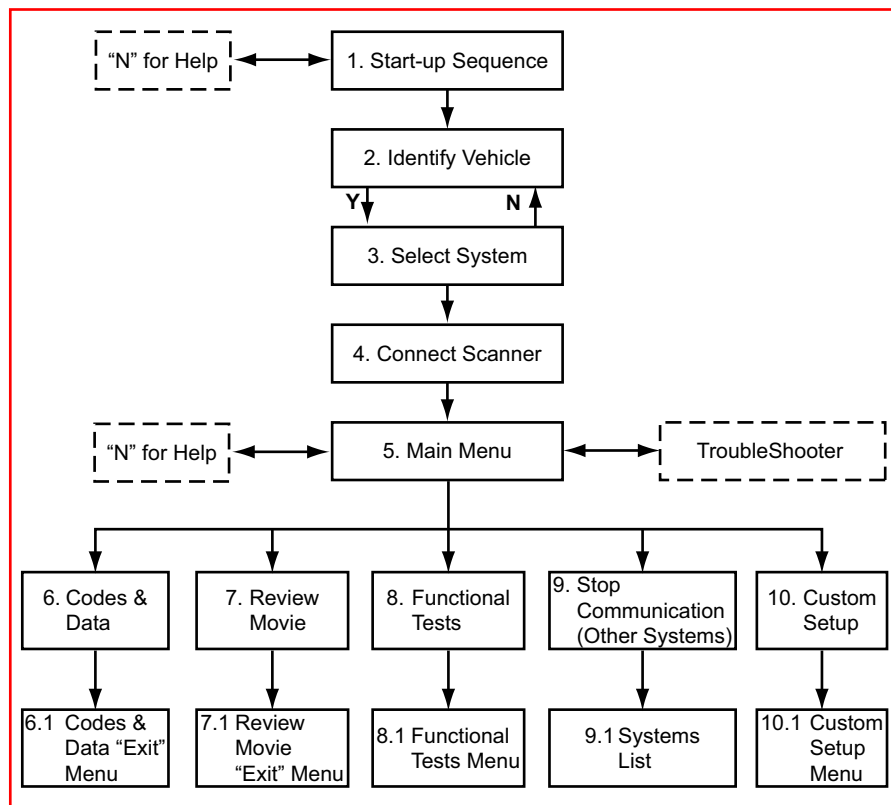 “N” for Help
1. Start-up Sequence
2. Identify Vehicle
Y
N
3. Select System
4. Connect Scanner
“N” for Help
5. Main Menu
TroubleShooter
6. Codes &
Data
7. Review
Movie
8. Functional
Tests
9. Stop
Communication
(Other Systems)
10. Custom
Setup
6.1 Codes &
Data “Exit”
Menu
7.1 Review
Movie
“Exit” Menu
8.1 Functional
Tests Menu
9.1 Systems
List
10.1 Custom
Setup
Menu